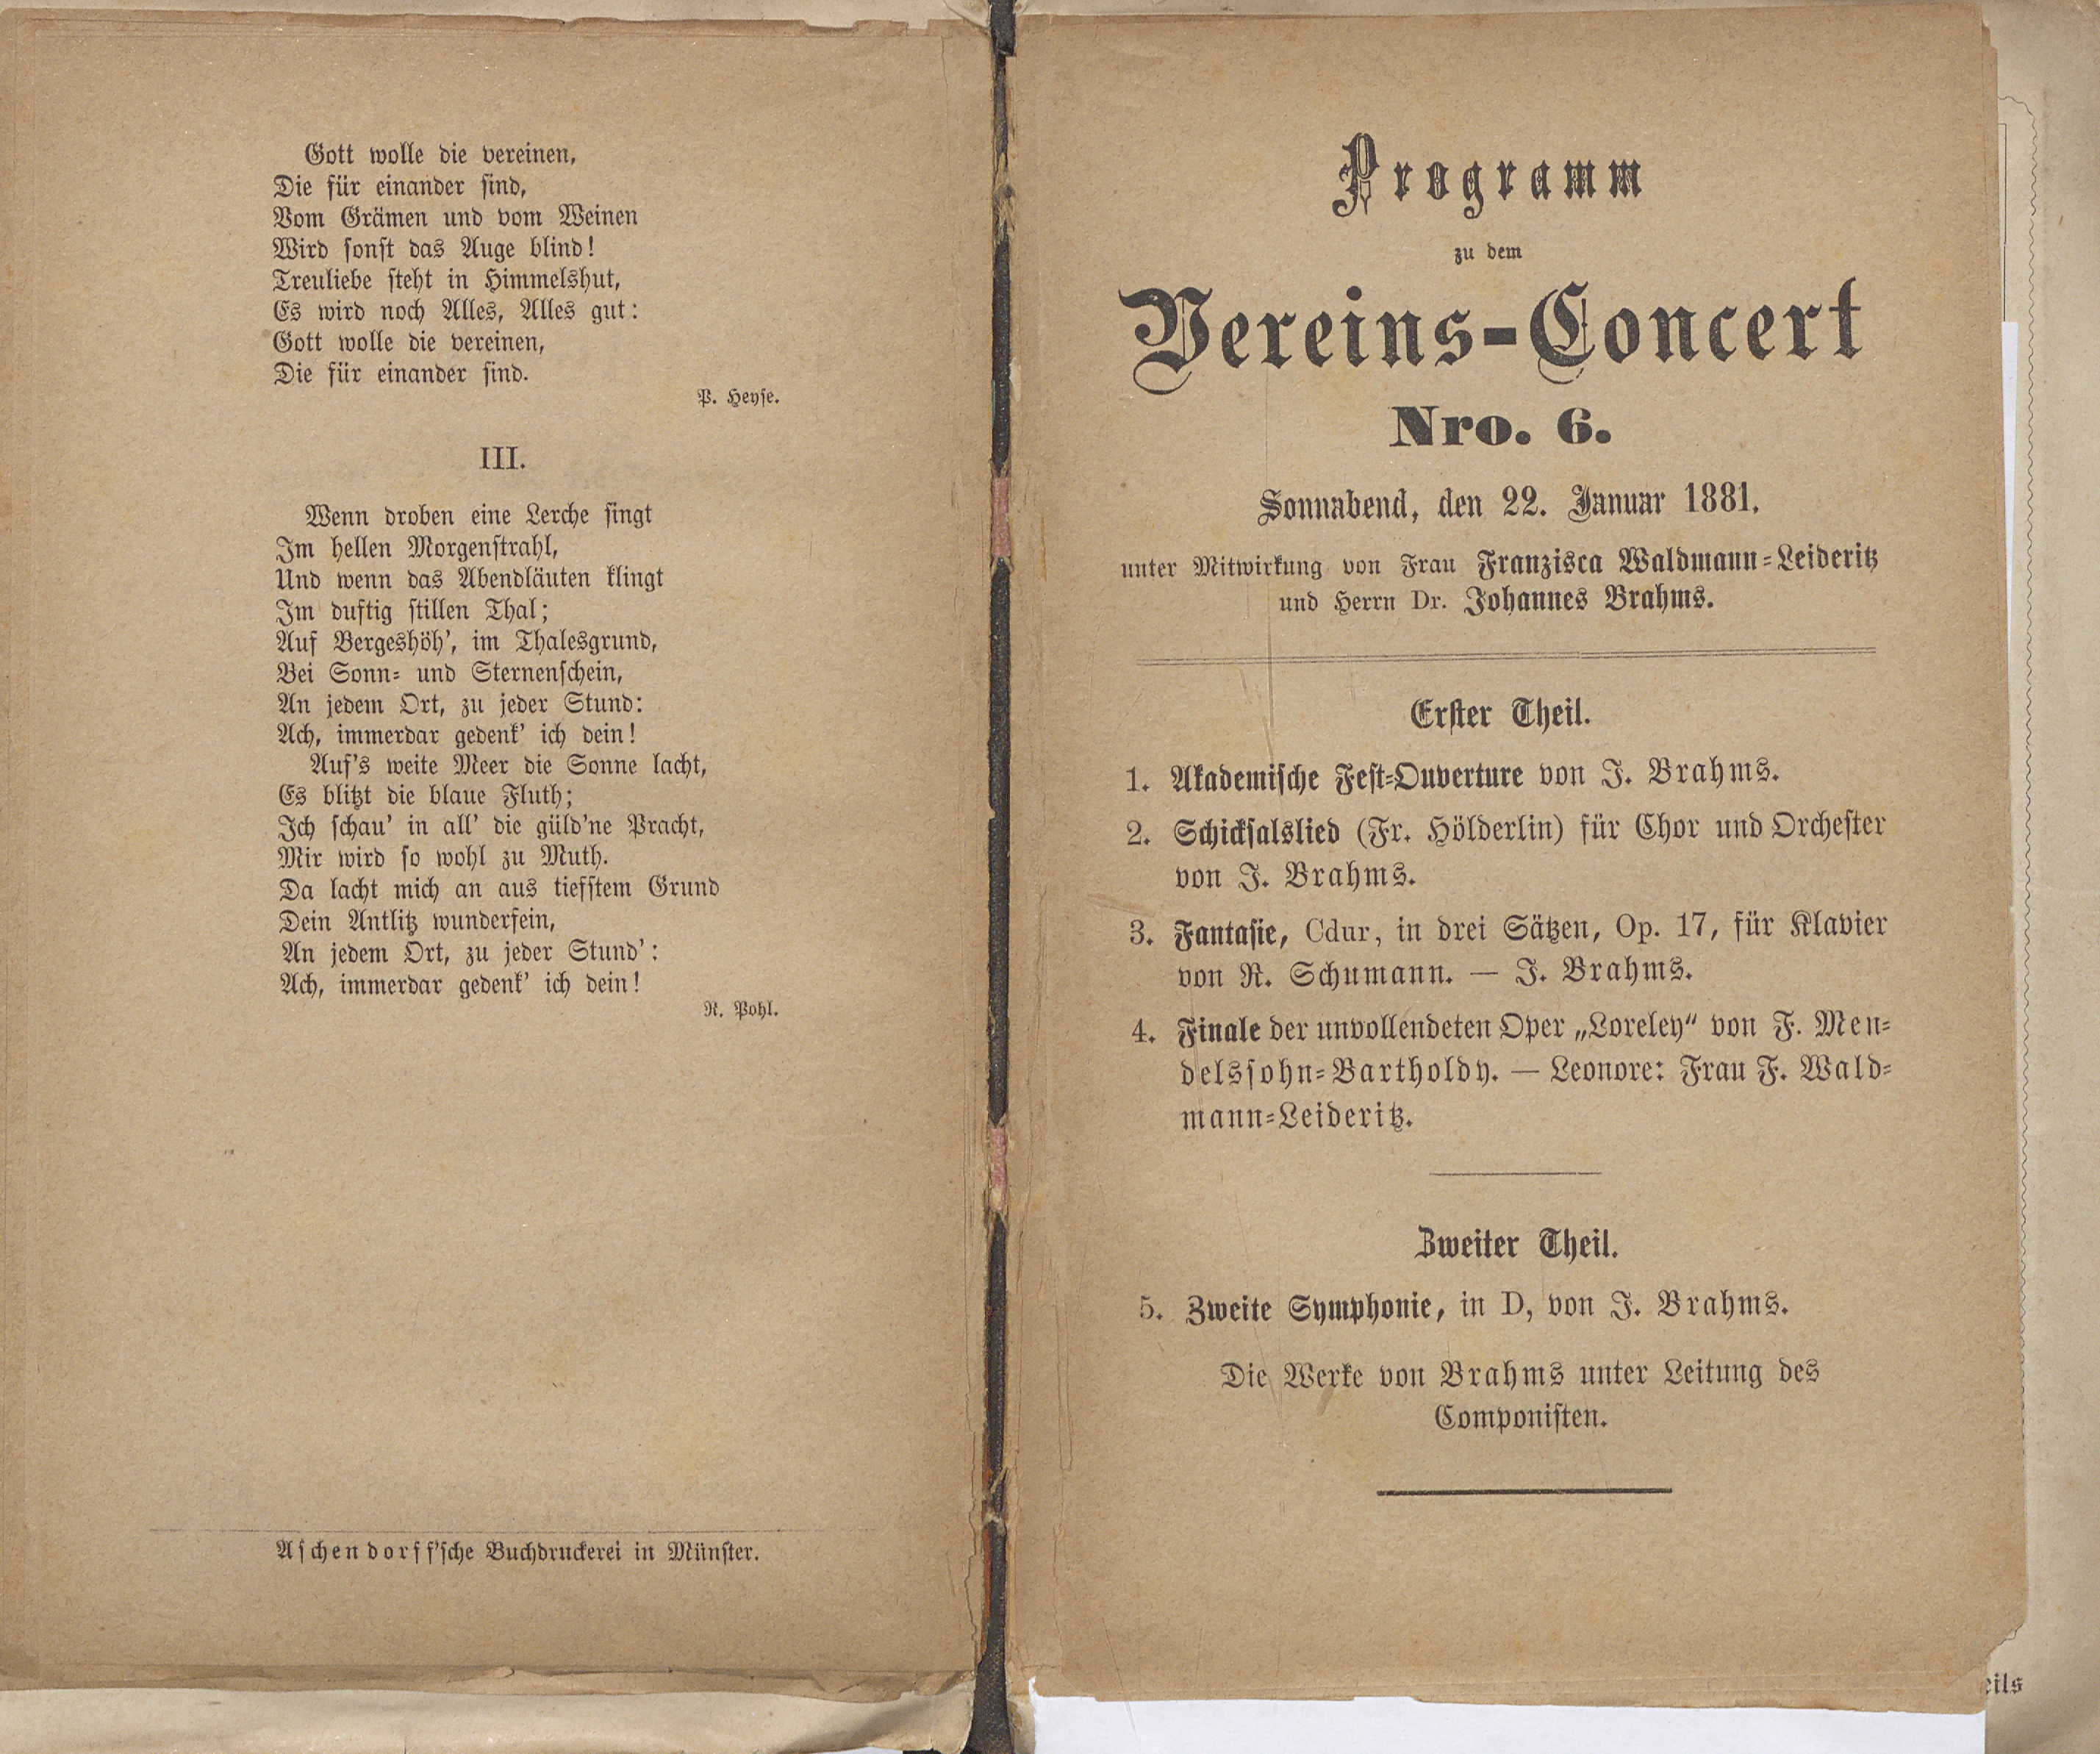 Gott wolle die vereinen,
Die für einander sind,
Vom Grämen und vom Weinen
Wird sonst das Auge blind!
Treuliebe steht in Himmelshut,
Es wird noch Alles, Alles gut:
Gott wolle die vereinen,
Die für einander sind.
P. Heyse.
III.
Wenn droben eine Lerche singt
Im hellen Morgenstrahl,
Und wenn das Abendläuten klingt
Im duftig stillen Thal;
Auf Bergeshöh', im Thalesgrund,
Bei Sonn- und Sternenschein,
An jedem Ort, zu jeder Stund:
Ach, immerdar gedenk' ich dein!
Auf's weite Meer die Sonne lacht,
Es blitzt die blaue Fluth;
Ich schau' in all' die güld'ne Pracht,
Mir wird so wohl zu Muth.
Da lacht mich an aus tiefstem Grund
Dein Antlitz wunderfein,
An jedem Ort, zu jeder Stund':
Ach, immerdar gedenk' ich dein!
R. Pohl.
Aschendorff'sche Buchdruckerei in Münster.
Programm
zu dem
Vereins-Concert
Nro. 6.
Sonnabend, den 22. Januar 1881,
unter Mitwirkung von Frau Franzisca Waldmann-Leideritz
und Herrn Dr. Johannes Brahms.
Erster Theil.
1. Akademische Fest-Ouverture von J. Brahms.
2. Schicksalslied (Fr. Hölderlin) für Chor und Orchester
von J. Brahms.
3. Fantasie, Cdur, in drei Sätzen, Op. 17, für Klavier
von R. Schumann. — J. Brahms.
4. Finale der unvollendeten Oper „Loreley“ von F. Men-
delssohn-Bartholdy. — Leonore: Frau F. Wald-
mann-Leideritz.
Zweiter Theil.
5. Zweite Symphonie, in D, von J. Brahms.
Die Werke von Brahms unter Leitung des
Componisten.